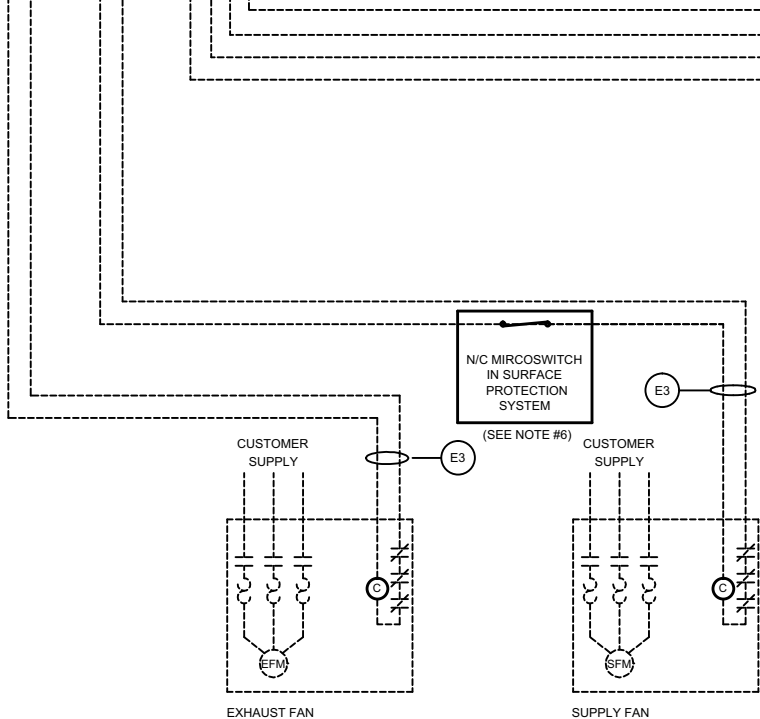 N/C MIRCOSWITCH
IN SURFACE
PROTECTION
SYSTEM
(SEE NOTE #6)
E3
E3
CUSTOMER
SUPPLY
CUSTOMER
SUPPLY
C
C
EFM
SFM
EXHAUST FAN
SUPPLY FAN